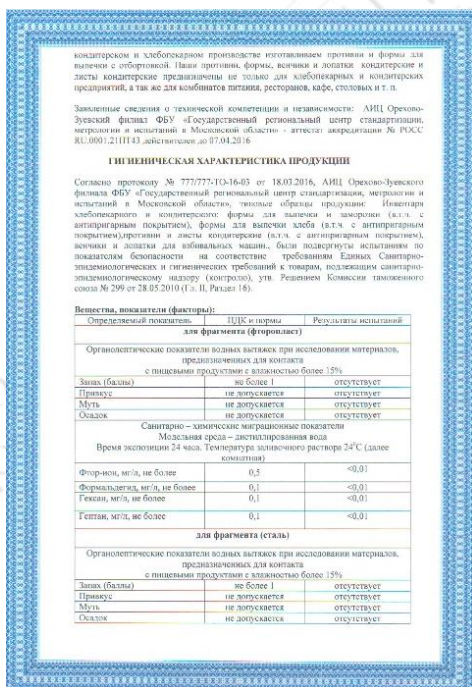 кондитерском и хлебопекарном производстве изготавливаем противни и формы для
выпечки с отбортовкой. Наши противни, формы, венчики и лопатки кондитерские и
листы кондитерские предназначены не только для хлебопекарных и кондитерских
предприятий, а так же для комбинатов питания, ресторанов, кафе, столовых и т. п.
Заявленные сведения о технической компетенции и независимости: АИЦ Орехово-
Зуевский филиал ФБУ «Государственный региональный центр стандартизации,
метрологии и испытаний в Московской области» - аттестат аккредитации № РОСС
RU.0001.21ПТ43 действителен до 07.04.2016
ГИГИЕНИЧЕСКАЯ ХАРАКТЕРИСТИКА ПРОДУКЦИИ
Согласно протоколу № 777/777-ТО-16-03 от 18.03.2016, АИЦ Орехово-Зуевского
филиала ФБУ «Государственный региональный центр стандартизации, метрологии и
испытаний в Московской области», типовые образцы продукции: Инвентаря
хлебопекарного и кондитерского: формы для выпечки и заморозки (в.т.ч. с
антипригарным покрытием), формы для выпечки хлеба (в.т.ч. с антипригарным
покрытием),противни и листы кондитерские (в.т.ч. с антипригарным покрытием),
венчики и лопатки для взбивальных машин., были подвергнуты испытаниям по
показателям безопасности на соответствие требованиям Единых Санитарно-
эпидемиологических и гигиенических требований к товарам, подлежащим санитарно-
эпидемиологическому надзору (контролю), утв. Решением Комиссии таможенного
союза № 299 от 28.05.2010 (Гл. II, Раздел 16).
Вещества, показатели (факторы):
Определяемый показатель ПДК и нормы Результаты испытаний
для фрагмента (фторопласт)
Органолептические показатели водных вытяжек при исследовании материалов,
предназначенных для контакта
с пищевыми продуктами с влажностью более 15%
Запах (баллы) не более 1 отсутствует
Привкус не допускается отсутствует
Муть не допускается отсутствует
Осадок не допускается отсутствует
Санитарно – химические миграционные показатели
Модельная среда – дистиллированная вода
Время экспозиции 24 часа. Температура заливочного раствора 24⁰С (далее
комнатная)
Фтор-ион, мг/л, не более 0,5 <0,01
Формальдегид, мг/л, не более 0,1 <0,01
Гексан, мг/л, не более 0,1 <0,01
Гептан, мг/л, не более 0,1 <0,01
для фрагмента (сталь)
Органолептические показатели водных вытяжек при исследовании материалов,
предназначенных для контакта
с пищевыми продуктами с влажностью более 15%
Запах (баллы) не более 1 отсутствует
Привкус не допускается отсутствует
Муть не допускается отсутствует
Осадок не допускается отсутствует